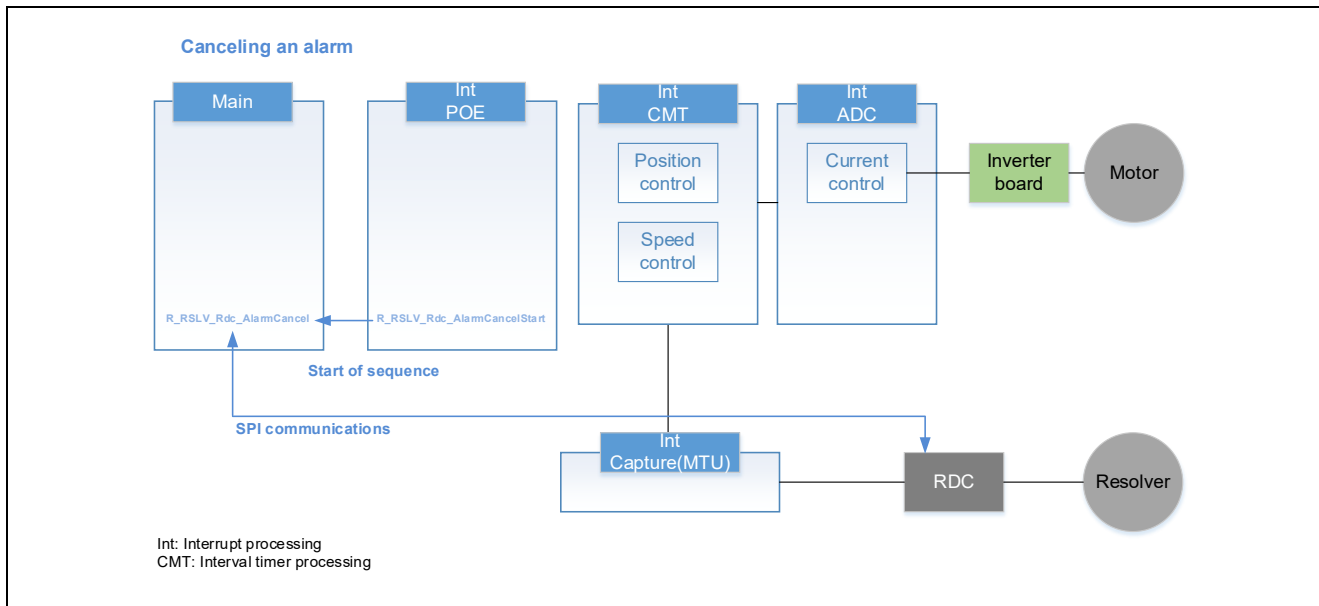 Canceling an alarm
Main
Int
POE
Int
CMT
Int
ADC
Position
control
Current
control
Inverter
board
Motor
Speed
control
R_RSLV_Rdc_AlarmCancel
R_RSLV_Rdc_AlarmCancelStart
Start of sequence
SPI communications
Int
Capture(MTU)
RDC
Resolver
Int: Interrupt processing
CMT: Interval timer processing